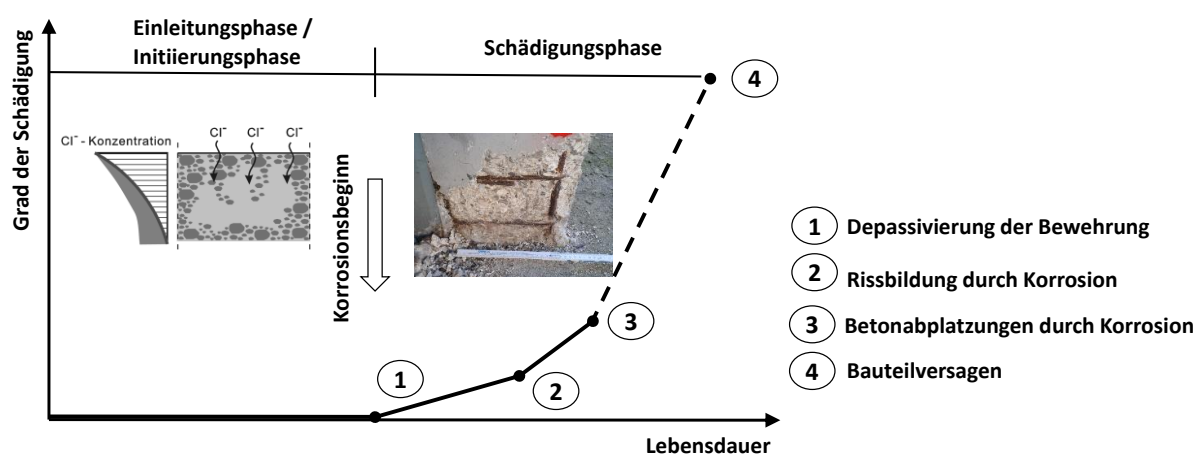 Einleitungsphase /
Initiierungsphase
Schädigungsphase
Grad der Schädigung
4
Cl⁻ - Konzentration
Cl⁻ Cl⁻ Cl⁻
Korrosionsbeginn
3
1
2
Lebensdauer
1 Depassivierung der Bewehrung
2 Rissbildung durch Korrosion
3 Betonabplatzungen durch Korrosion
4 Bauteilversagen